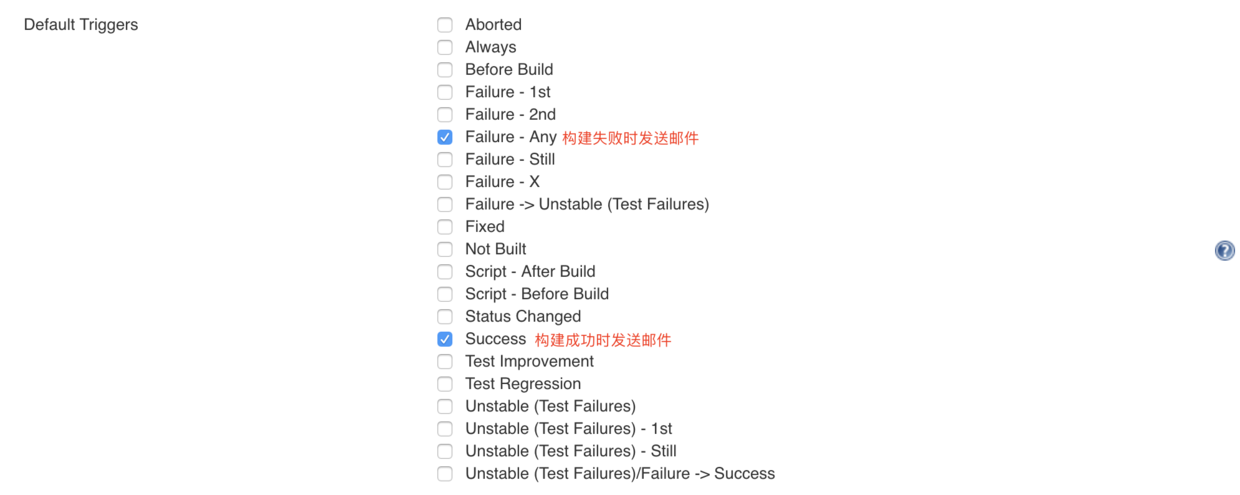 Default Triggers
Aborted
Always
Before Build
Failure - 1st
Failure - 2nd
Failure - Any 构建失败时发送邮件
Failure - Still
Failure - X
Failure -> Unstable (Test Failures)
Fixed
Not Built
Script - After Build
Script - Before Build
Status Changed
Success 构建成功时发送邮件
Test Improvement
Test Regression
Unstable (Test Failures)
Unstable (Test Failures) - 1st
Unstable (Test Failures) - Still
Unstable (Test Failures)/Failure -> Success
?